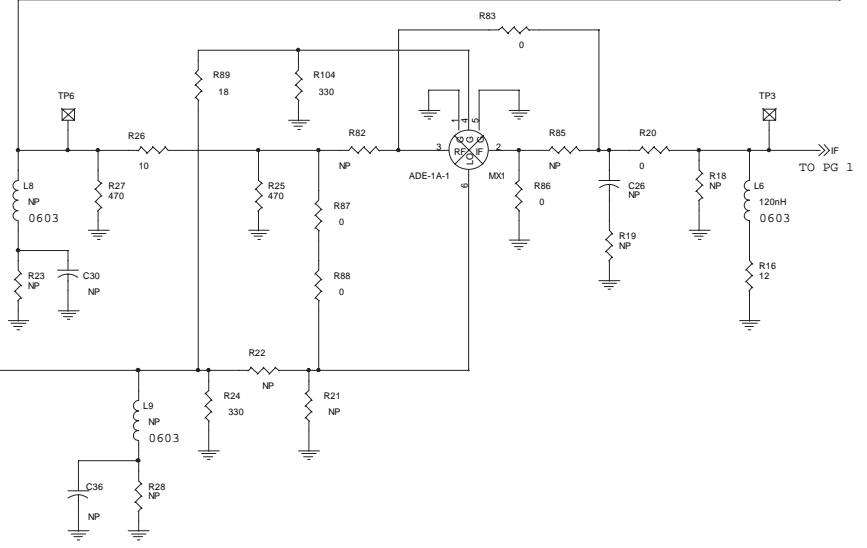 R83
0
R89
18
R104
330
TP6
TP3
R26
10
R82
NP
1
4
5
G
G
G
3
RF
IF
2
LO
6
ADE-1A-1
MX1
R85
NP
R20
0
IF
TO PG 1
L8
NP
0603
R27
470
R25
470
R87
0
R86
0
C26
NP
R18
NP
L6
120nH
0603
R19
NP
R23
NP
C30
NP
R88
0
R16
12
R22
NP
R24
330
R21
NP
L9
NP
0603
C36
NP
R28
NP